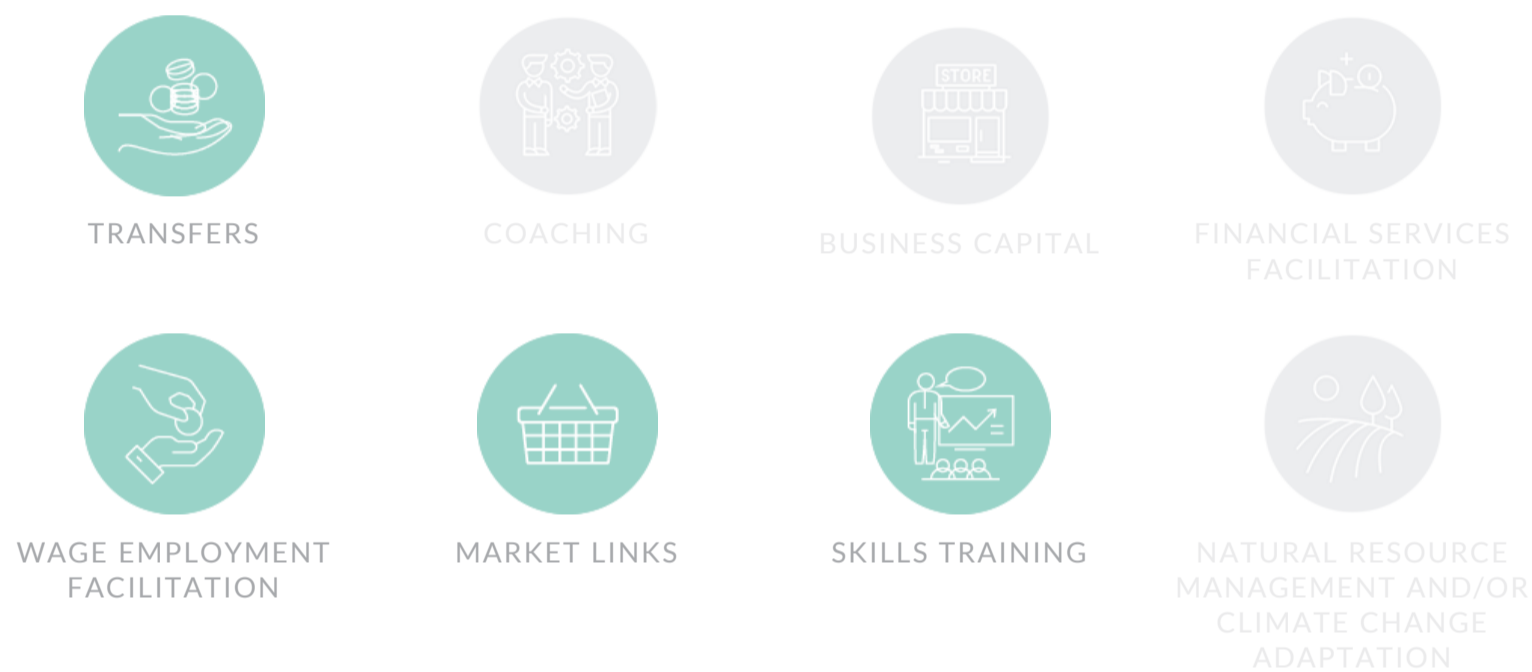 STORE
TRANSFERS
COACHING
BUSINESS CAPITAL
FINANCIAL SERVICES
FACILITATION
WAGE EMPLOYMENT
FACILITATION
MARKET LINKS
SKILLS TRAINING
NATURAL RESOURCE
MANAGEMENT AND/OR
CLIMATE CHANGE
ADAPTATION